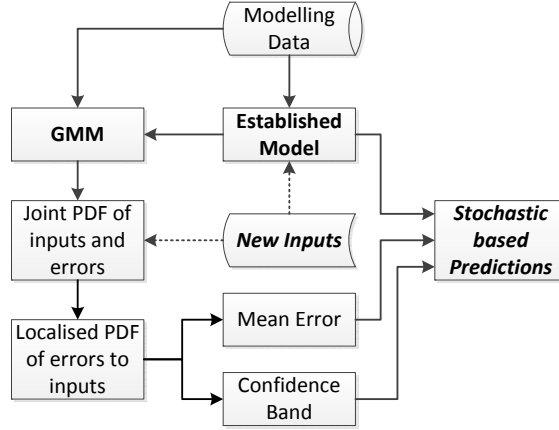 Modelling
Data
GMM
Established
Model
Joint PDF of
inputs and
errors
New Inputs
Stochastic
based
Predictions
Localised PDF
of errors to
inputs
Mean Error
Confidence
Band